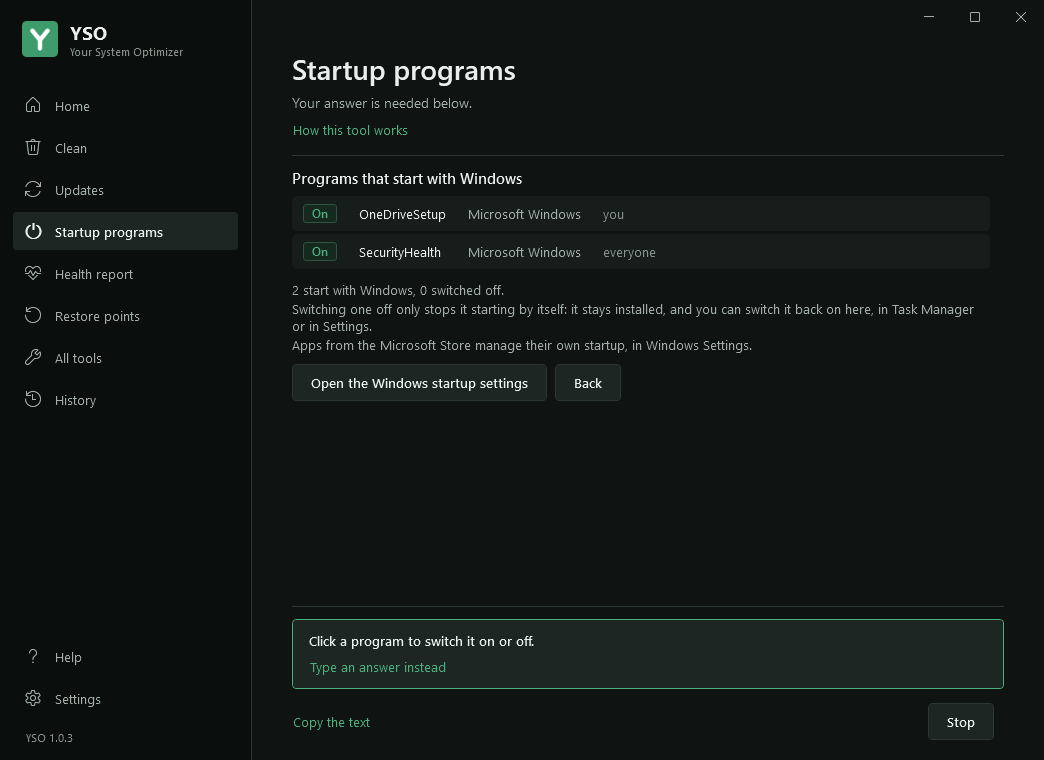 YSO
Your System Optimizer
Home
Clean
Updates
Startup programs
Health report
Restore points
All tools
History
Help
Settings
YSO 1.0.3
Startup programs
Your answer is needed below.
How this tool works
Programs that start with Windows
On OneDriveSetup Microsoft Windows you
On SecurityHealth Microsoft Windows everyone
2 start with Windows, 0 switched off.
Switching one off only stops it starting by itself: it stays installed, and you can switch it back on here, in Task Manager
or in Settings.
Apps from the Microsoft Store manage their own startup, in Windows Settings.
Open the Windows startup settings Back
Click a program to switch it on or off.
Type an answer instead
Copy the text Stop